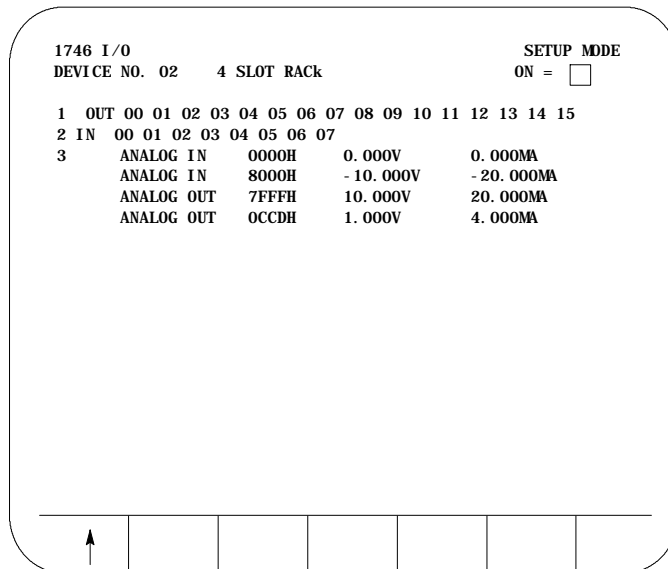 1746 I/O SETUP MODE
DEVICE NO. 02 4 SLOT RACk ON =
1 OUT 00 01 02 03 04 05 06 07 08 09 10 11 12 13 14 15
2 IN 00 01 02 03 04 05 06 07
3 ANALOG IN 0000H 0.000V 0.000MA
ANALOG IN 8000H -10.000V -20.000MA
ANALOG OUT 7FFFH 10.000V 20.000MA
ANALOG OUT 0CCDH 1.000V 4.000MA